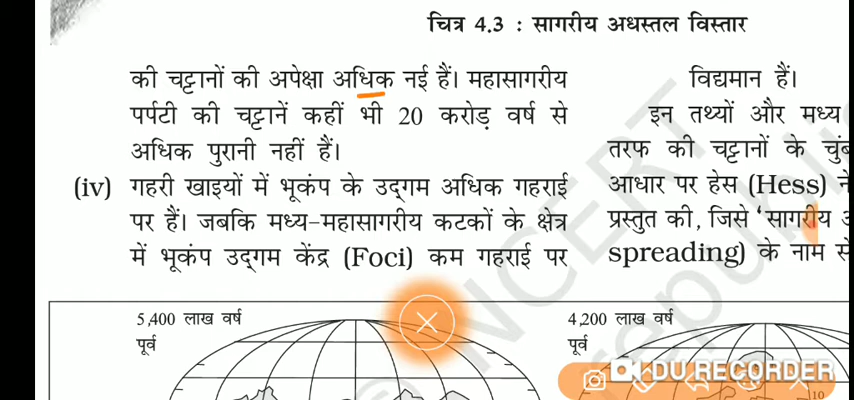 चित्र 4.3 : सागरीय अधस्तल विस्तार
की चट्टानों की अपेक्षा अधिक नई हैं। महासागरीय
पर्पटी की चट्टानें कहीं भी 20 करोड़ वर्ष से
अधिक पुरानी नहीं हैं।
(iv) गहरी खाइयों में भूकंप के उद्गम अधिक गहराई
पर हैं। जबकि मध्य-महासागरीय कटकों के क्षेत्र
में भूकंप उद्गम केंद्र (Foci) कम गहराई पर
विद्यमान हैं।
इन तथ्यों और मध्य
तरफ की चट्टानों के चुंब
आधार पर हेस (Hess) ने
प्रस्तुत की, जिसे 'सागरीय अ
spreading) के नाम से
5,400 लाख वर्ष
पूर्व
4,200 लाख वर्ष
पूर्व
© NCERT
republis
DU RECORDER
10